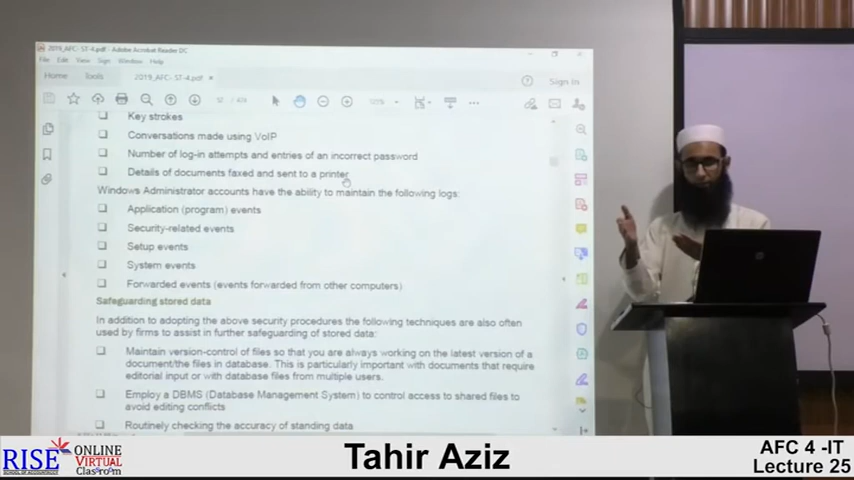 2019_AFC- ST-4.pdf - Adobe Acrobat Reader DC
File Edit View Sign Window Help
Home Tools 2019_AFC- ST-4.pdf × Sign In
Key strokes
Conversations made using VoIP
Number of log-in attempts and entries of an incorrect password
Details of documents faxed and sent to a printer
Windows Administrator accounts have the ability to maintain the following logs:
Application (program) events
Security-related events
Setup events
System events
Forwarded events (events forwarded from other computers)
Safeguarding stored data
In addition to adopting the above security procedures the following techniques are also often
used by firms to assist in further safeguarding of stored data:
Maintain version-control of files so that you are always working on the latest version of a
document/the files in database. This is particularly important with documents that require
editorial input or with database files from multiple users.
Employ a DBMS (Database Management System) to control access to shared files to
avoid editing conflicts
Routinely checking the accuracy of standing data
RISE
SCHOOL OF ACCOUNTANCY
ONLINE
VIRTUAL
Classroom
Tahir Aziz
AFC 4 -IT
Lecture 25